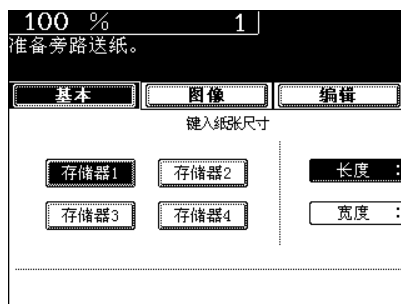 100 % 1
准备旁路送纸。
基本 图像 编辑
键入纸张尺寸
存储器1 存储器2 长度 :
存储器3 存储器4 宽度 :